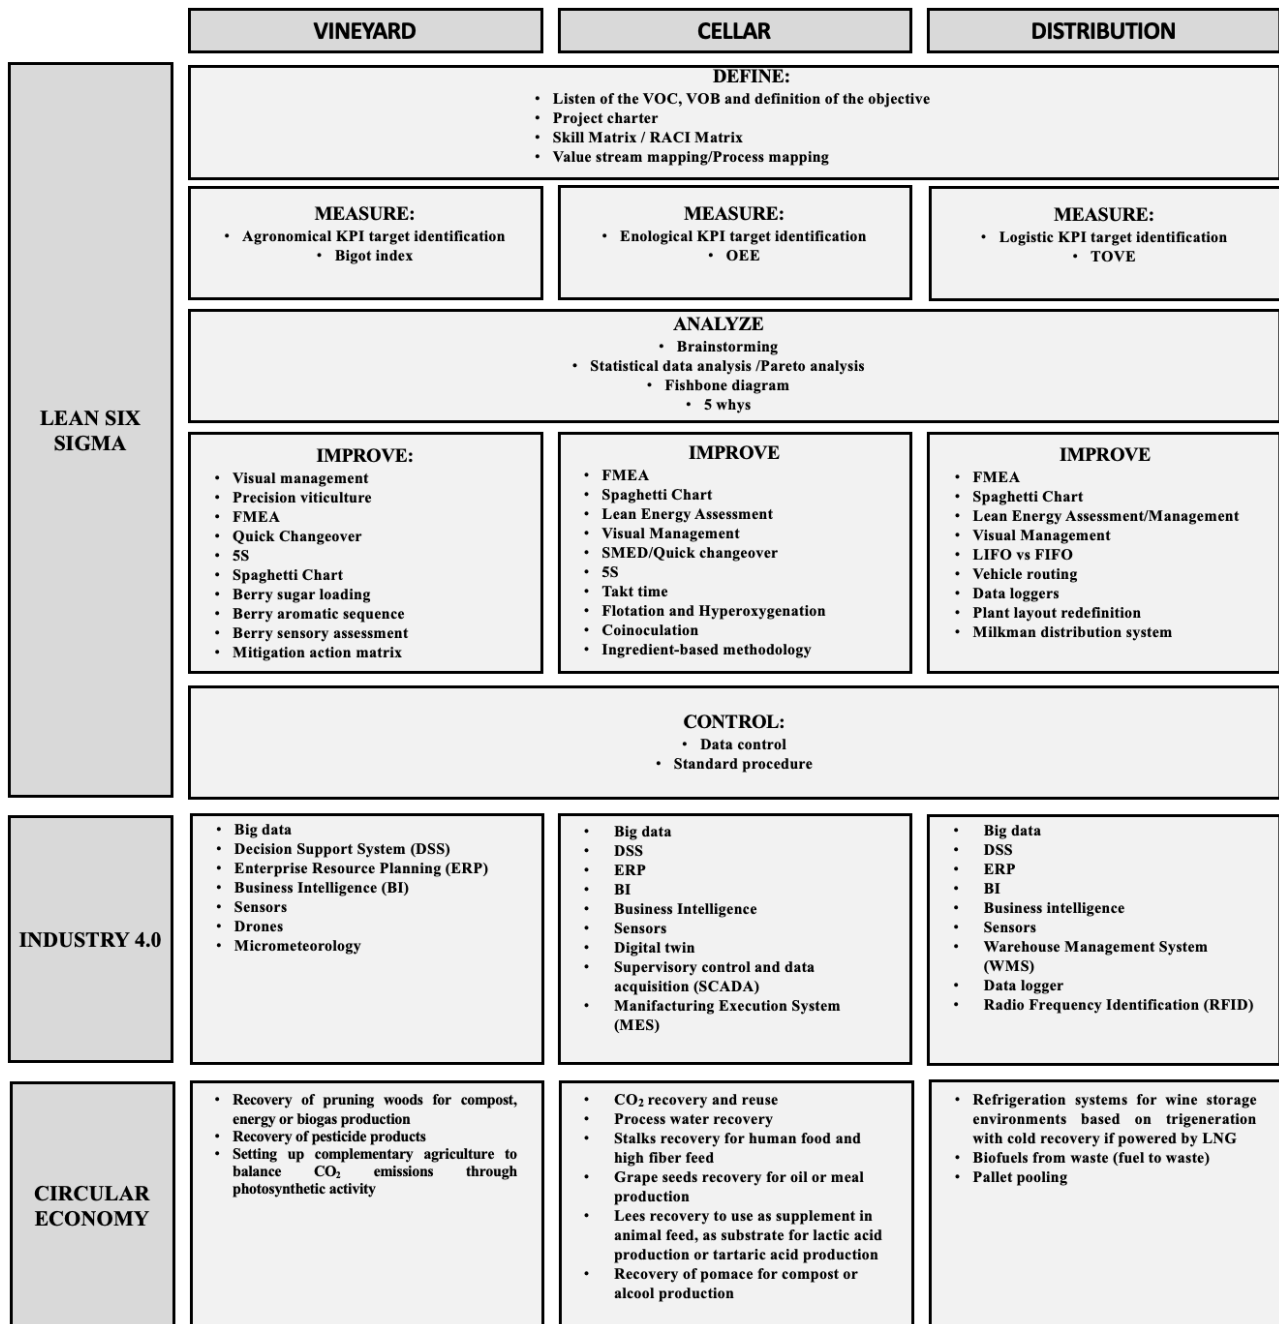 VINEYARD
CELLAR
DISTRIBUTION
LEAN SIX
SIGMA
DEFINE:
• Listen of the VOC, VOB and definition of the objective
• Project charter
• Skill Matrix / RACI Matrix
• Value stream mapping/Process mapping
MEASURE:
• Agronomical KPI target identification
• Bigot index
MEASURE:
• Enological KPI target identification
• OEE
MEASURE:
• Logistic KPI target identification
• TOVE
ANALYZE
• Brainstorming
• Statistical data analysis /Pareto analysis
• Fishbone diagram
• 5 whys
IMPROVE:
• Visual management
• Precision viticulture
• FMEA
• Quick Changeover
• 5S
• Spaghetti Chart
• Berry sugar loading
• Berry aromatic sequence
• Berry sensory assessment
• Mitigation action matrix
IMPROVE
• FMEA
• Spaghetti Chart
• Lean Energy Assessment
• Visual Management
• SMED/Quick changeover
• 5S
• Takt time
• Flotation and Hyperoxygenation
• Coinoculation
• Ingredient-based methodology
IMPROVE
• FMEA
• Spaghetti Chart
• Lean Energy Assessment/Management
• Visual Management
• LIFO vs FIFO
• Vehicle routing
• Data loggers
• Plant layout redefinition
• Milkman distribution system
CONTROL:
• Data control
• Standard procedure
INDUSTRY 4.0
• Big data
• Decision Support System (DSS)
• Enterprise Resource Planning (ERP)
• Business Intelligence (BI)
• Sensors
• Drones
• Micrometeorology
• Big data
• DSS
• ERP
• BI
• Business Intelligence
• Sensors
• Digital twin
• Supervisory control and data
acquisition (SCADA)
• Manifacturing Execution System
(MES)
• Big data
• DSS
• ERP
• BI
• Business intelligence
• Sensors
• Warehouse Management System
(WMS)
• Data logger
• Radio Frequency Identification (RFID)
CIRCULAR
ECONOMY
• Recovery of pruning woods for compost,
energy or biogas production
• Recovery of pesticide products
• Setting up complementary agriculture to
balance CO₂ emissions through
photosynthetic activity
• CO₂ recovery and reuse
• Process water recovery
• Stalks recovery for human food and
high fiber feed
• Grape seeds recovery for oil or meal
production
• Lees recovery to use as supplement in
animal feed, as substrate for lactic acid
production or tartaric acid production
• Recovery of pomace for compost or
alcool production
• Refrigeration systems for wine storage
environments based on trigeneration
with cold recovery if powered by LNG
• Biofuels from waste (fuel to waste)
• Pallet pooling